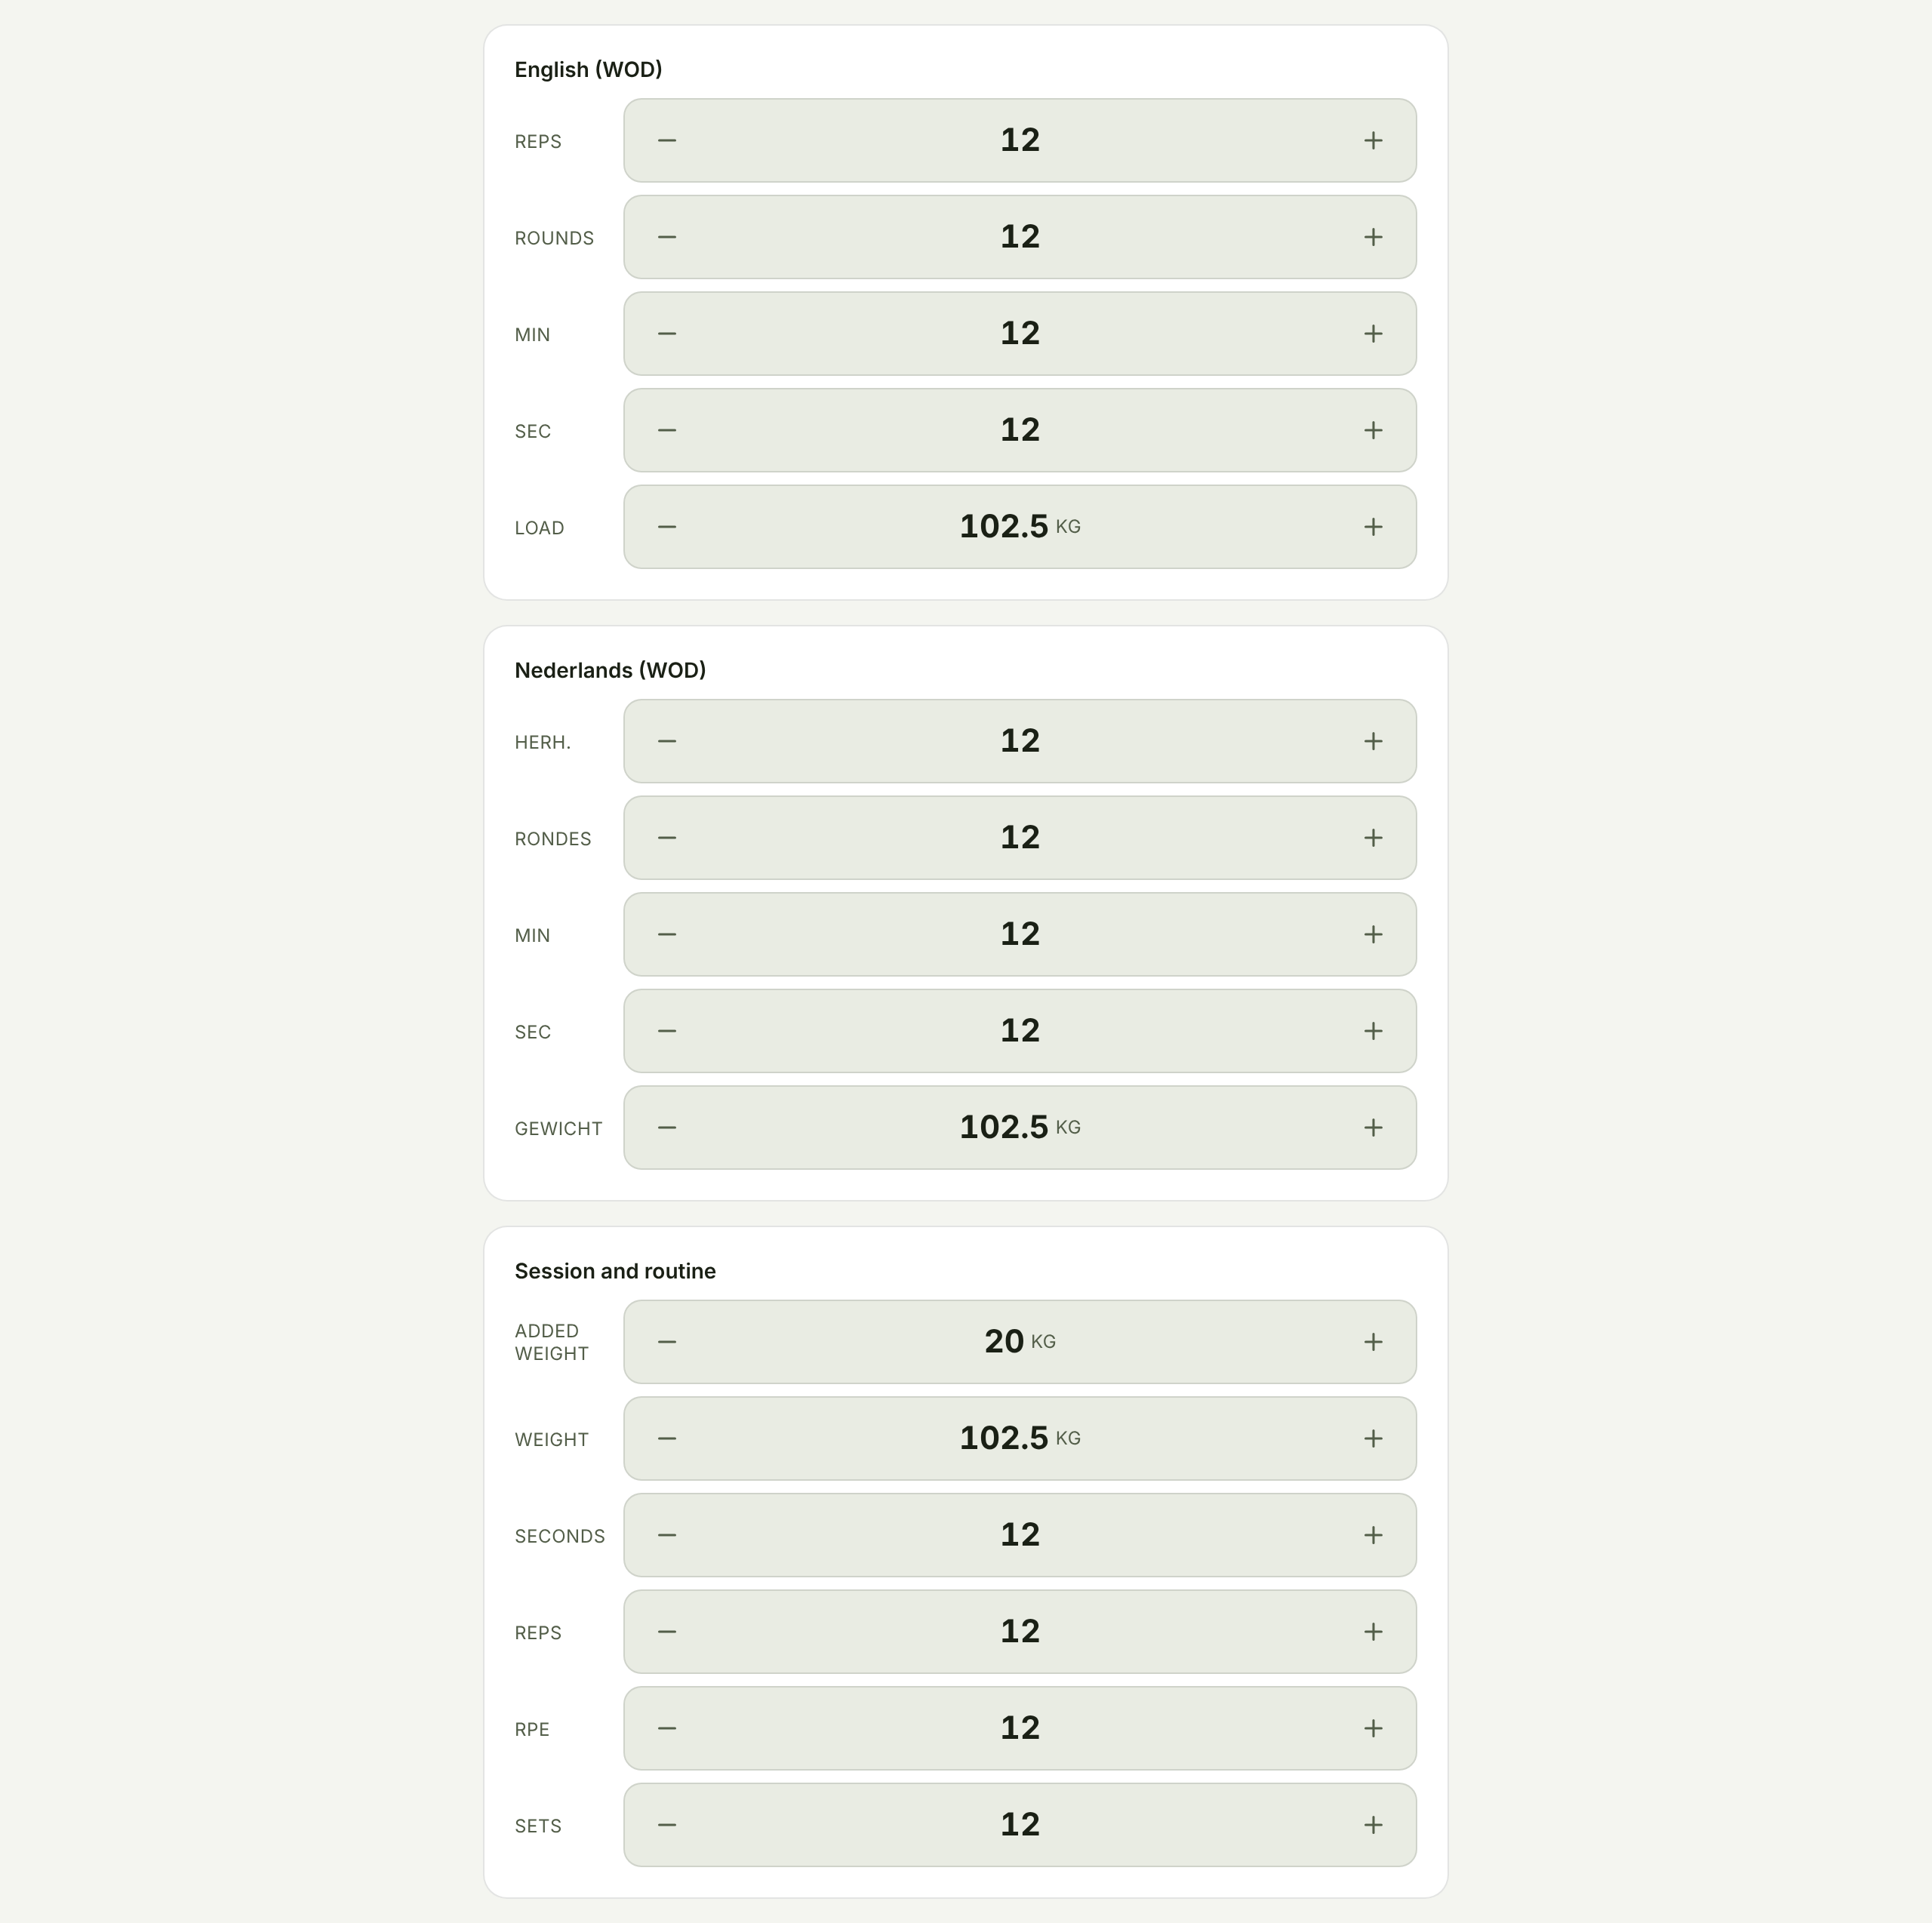 English (WOD)
REPS − 12 +
ROUNDS − 12 +
MIN − 12 +
SEC − 12 +
LOAD − 102.5 KG +
Nederlands (WOD)
HERH. − 12 +
RONDES − 12 +
MIN − 12 +
SEC − 12 +
GEWICHT − 102.5 KG +
Session and routine
ADDED
WEIGHT − 20 KG +
WEIGHT − 102.5 KG +
SECONDS − 12 +
REPS − 12 +
RPE − 12 +
SETS − 12 +